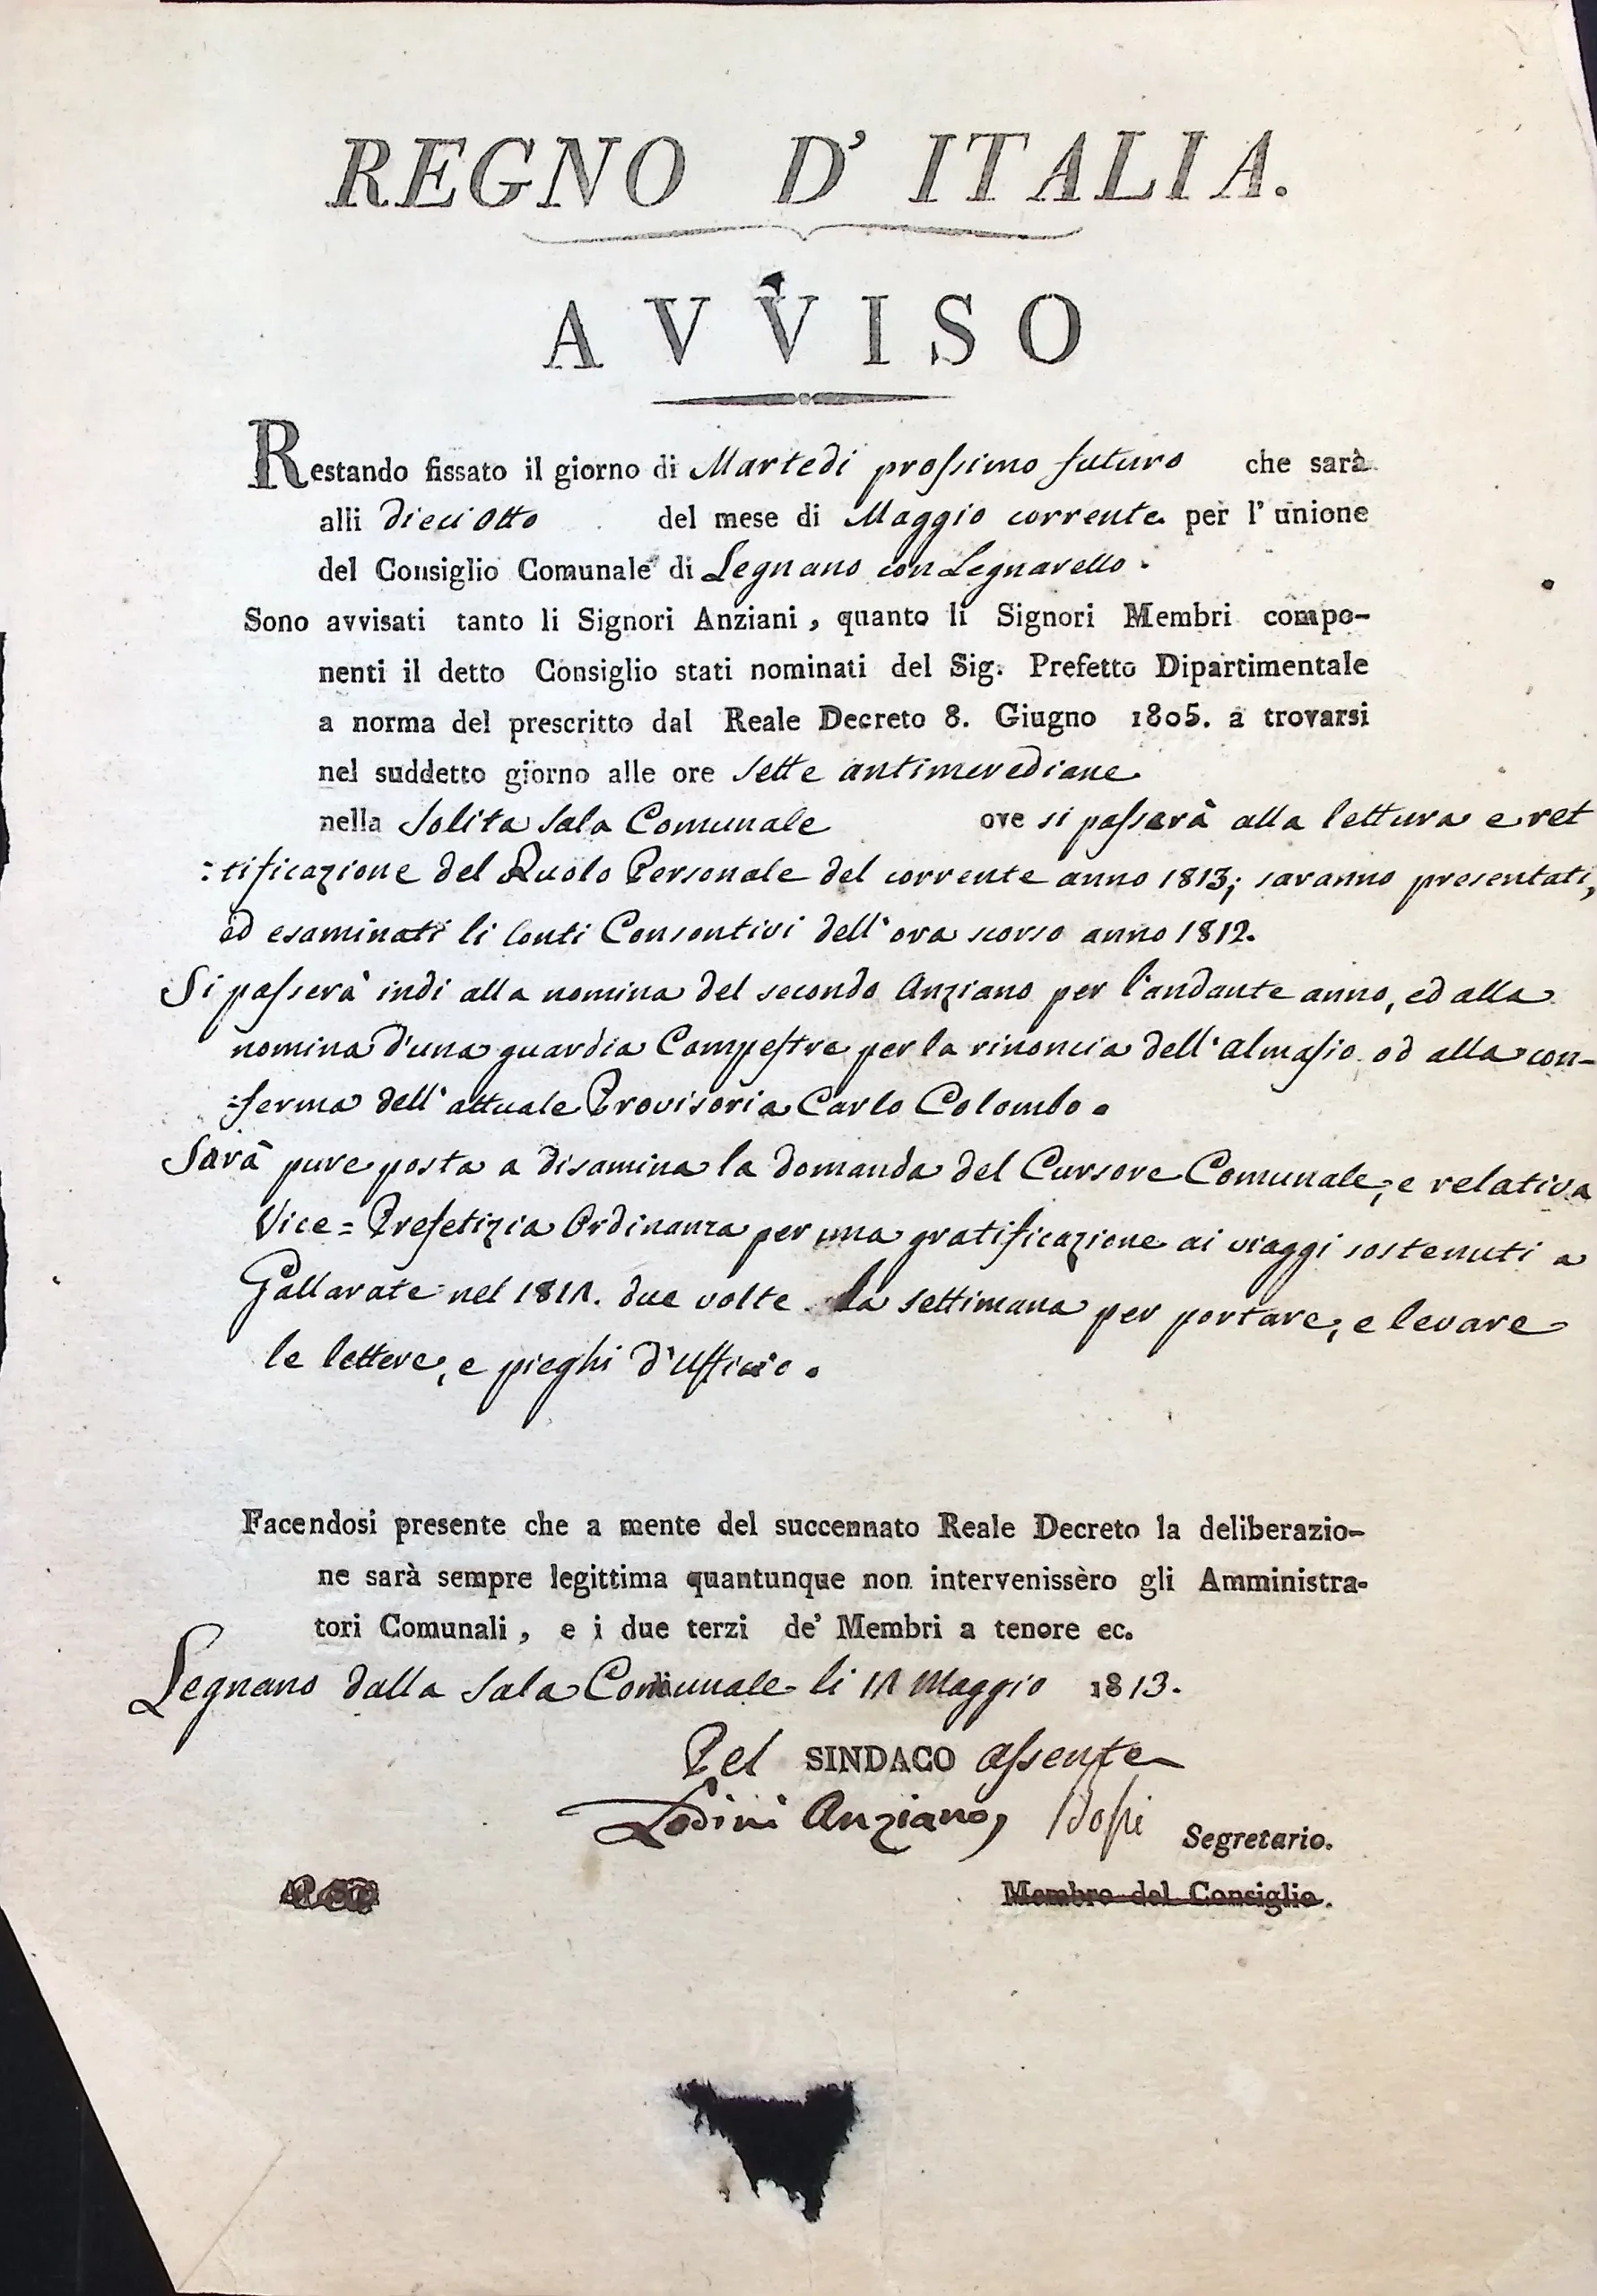 REGNO D' ITALIA.
AVVISO
Restando fissato il giorno di Martedi prossimo futuro che sarà
alli dieci Otto del mese di Maggio corrente per l' unione
del Consiglio Comunale di Legnano con Legnarello.
Sono avvisati tanto li Signori Anziani, quanto li Signori Membri compo-
nenti il detto Consiglio stati nominati del Sig. Prefetto Dipartimentale
a norma del prescritto dal Reale Decreto 8. Giugno 1805. a trovarsi
nel suddetto giorno alle ore sette antimerediane
nella Solita Sala Comunale ove si passerà alla lettura e ret
=tificazione del Ruolo Personale del corrente anno 1813; saranno presentati,
ed esaminati li Conti Consontivi dell'ora scorso anno 1812.
Si passerà indi alla nomina del secondo Anziano per l'andante anno, ed alla
nomina d'una guardia Campestre per la rinoncia dell'Almasio od alla con-
=ferma dell'attuale Provisoria Carlo Colombo.
Sarà pure posta a disamina la domanda del Cursore Comunale, e relativa
Vice=Prefetizia Ordinanza per una gratificazione ai viaggi sostenuti a
Gallarate nel 1811. due volte la settimana per portare, e levare
le lettere, e pieghi d'Ufficio.
Facendosi presente che a mente del succennato Reale Decreto la deliberazio-
ne sarà sempre legittima quantunque non intervenissèro gli Amministra-
tori Comunali, e i due terzi de' Membri a tenore ec.
Legnano dalla Sala Comunale li 11 Maggio 1813.
Pel SINDACO assente
Lodini Anziano, Segretario.
Membro del Consiglio.